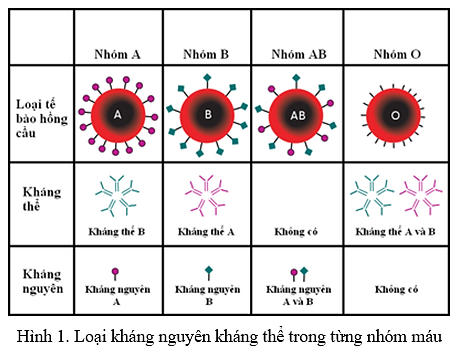 Nhóm A Nhóm B Nhóm AB Nhóm O
Loại tế
bào hồng
cầu
A B AB O
Kháng
thể
Kháng thể B Kháng thể A Không có Kháng thể A và B
Kháng
nguyên
Kháng nguyên Kháng nguyên Kháng nguyên Không có
A B A và B
Hình 1. Loại kháng nguyên kháng thể trong từng nhóm máu